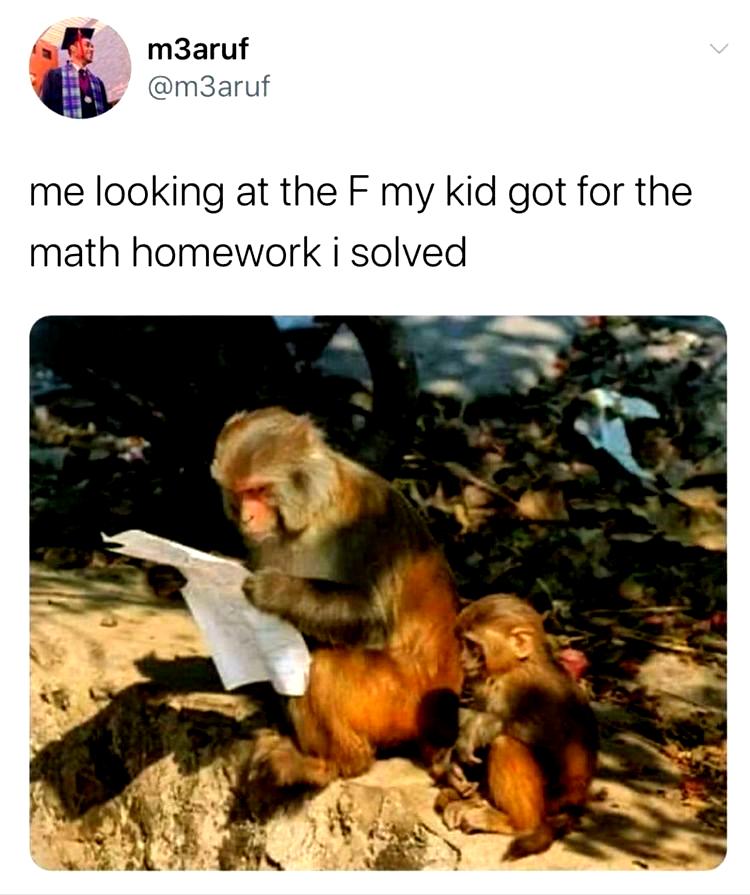 m3aruf
@m3aruf
me looking at the F my kid got for the
math homework i solved